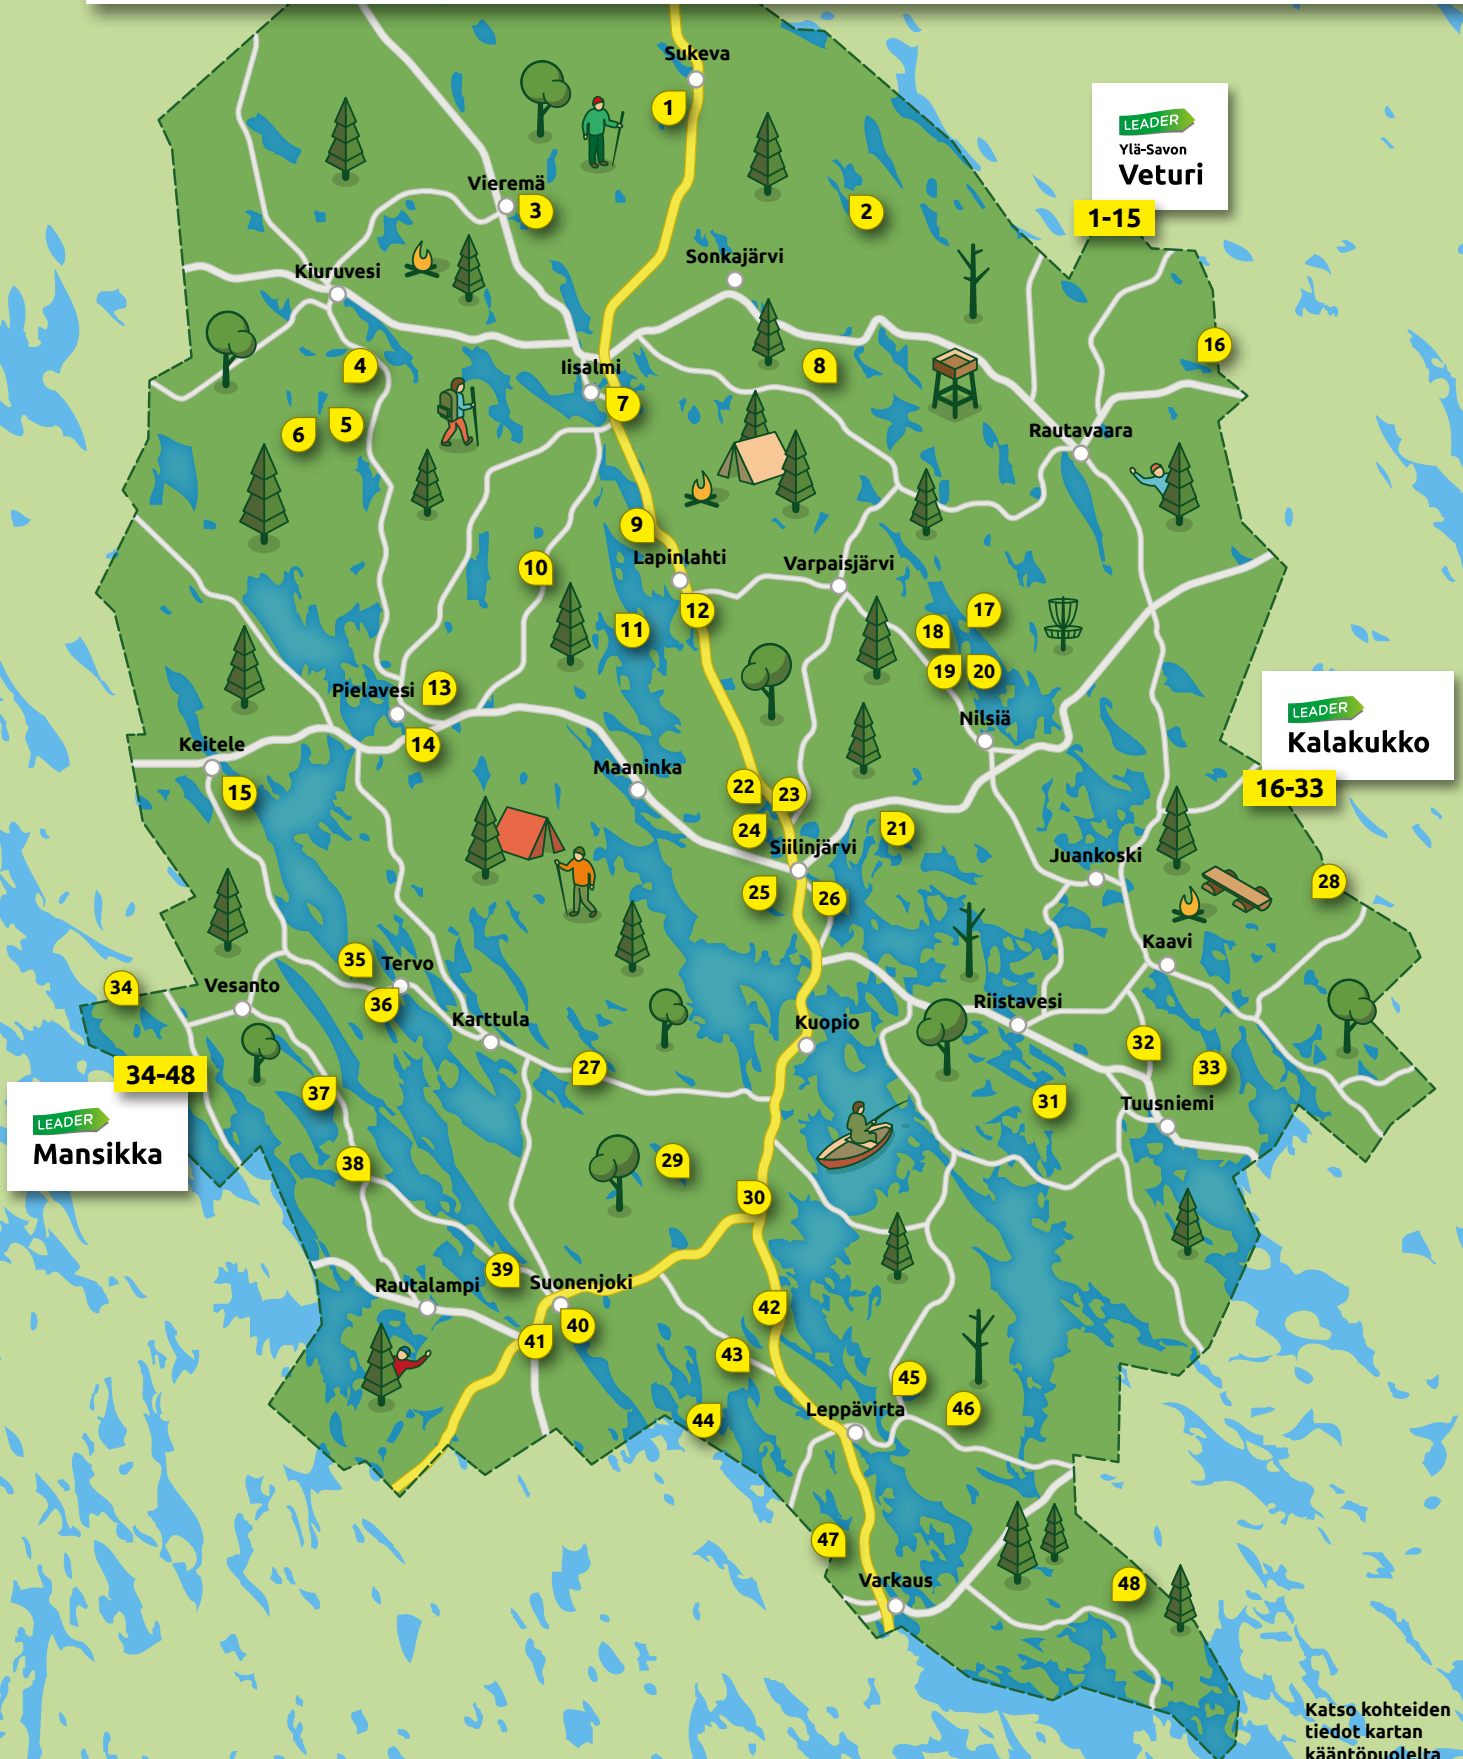 Sukeva
1
LEADER
Ylä-Savon
Veturi
1-15
Vieremä
3
2
Sonkajärvi
Kiuruvesi
16
4
Iisalmi
8
7
6
5
Rautavaara
9
Lapinlahti
10
Varpaisjärvi
12
17
11
18
19
20
Pielavesi
13
LEADER
Kalakukko
16-33
Nilsiä
14
Keitele
15
Maaninka
22
23
24
21
Siilinjärvi
Juankoski
25
26
28
Kaavi
35
Tervo
34
Vesanto
36
Riistavesi
Karttula
Kuopio
32
34-48
LEADER
Mansikka
27
33
37
31
Tuusniemi
38
29
30
39
Suonenjoki
Rautalampi
42
40
41
43
45
Leppävirta
46
44
47
Varkaus
48
Katso kohteiden
tiedot kartan
kääntöpuolelta